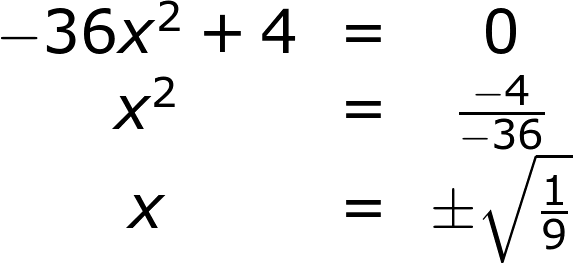 −36x² + 4 = 0
x² = −4/−36
x = ±√(1/9)